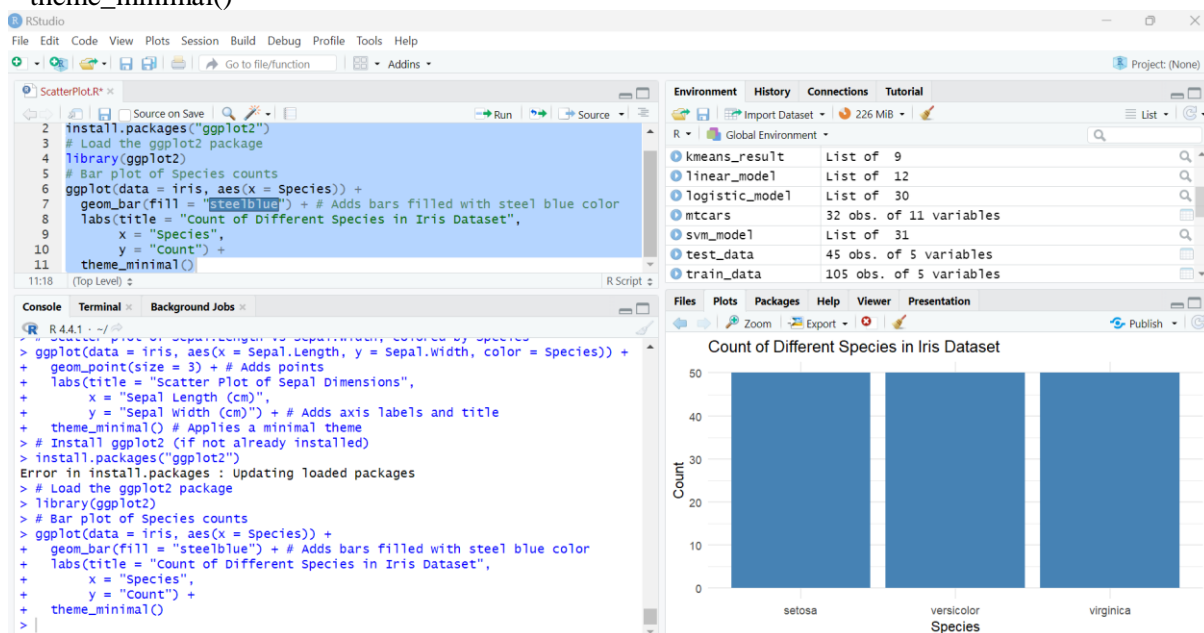 theme_minimal()
RStudio
File Edit Code View Plots Session Build Debug Profile Tools Help
Go to file/function Addins Project: (None)
ScatterPlot.R*
Source on Save Run Source
2 install.packages("ggplot2")
3 # Load the ggplot2 package
4 library(ggplot2)
5 # Bar plot of Species counts
6 ggplot(data = iris, aes(x = Species)) +
7 geom_bar(fill = "steelblue") + # Adds bars filled with steel blue color
8 labs(title = "Count of Different Species in Iris Dataset",
9 x = "Species",
10 y = "Count") +
11 theme_minimal()
11:18 (Top Level) R Script
Console Terminal Background Jobs
R 4.4.1 · ~/
> # Scatter plot of Sepal.Length vs Sepal.Width, colored by Species
> ggplot(data = iris, aes(x = Sepal.Length, y = Sepal.Width, color = Species)) +
+ geom_point(size = 3) + # Adds points
+ labs(title = "Scatter Plot of Sepal Dimensions",
+ x = "Sepal Length (cm)",
+ y = "Sepal Width (cm)") + # Adds axis labels and title
+ theme_minimal() # Applies a minimal theme
> # Install ggplot2 (if not already installed)
> install.packages("ggplot2")
Error in install.packages : Updating loaded packages
> # Load the ggplot2 package
> library(ggplot2)
> # Bar plot of Species counts
> ggplot(data = iris, aes(x = Species)) +
+ geom_bar(fill = "steelblue") + # Adds bars filled with steel blue color
+ labs(title = "Count of Different Species in Iris Dataset",
+ x = "Species",
+ y = "Count") +
+ theme_minimal()
>
Environment History Connections Tutorial
Import Dataset 226 MiB List
R Global Environment
kmeans_result List of 9
linear_model List of 12
logistic_model List of 30
mtcars 32 obs. of 11 variables
svm_model List of 31
test_data 45 obs. of 5 variables
train_data 105 obs. of 5 variables
Files Plots Packages Help Viewer Presentation
Zoom Export Publish
Count of Different Species in Iris Dataset
50
40
30
20
10
0
Count
setosa versicolor virginica
Species